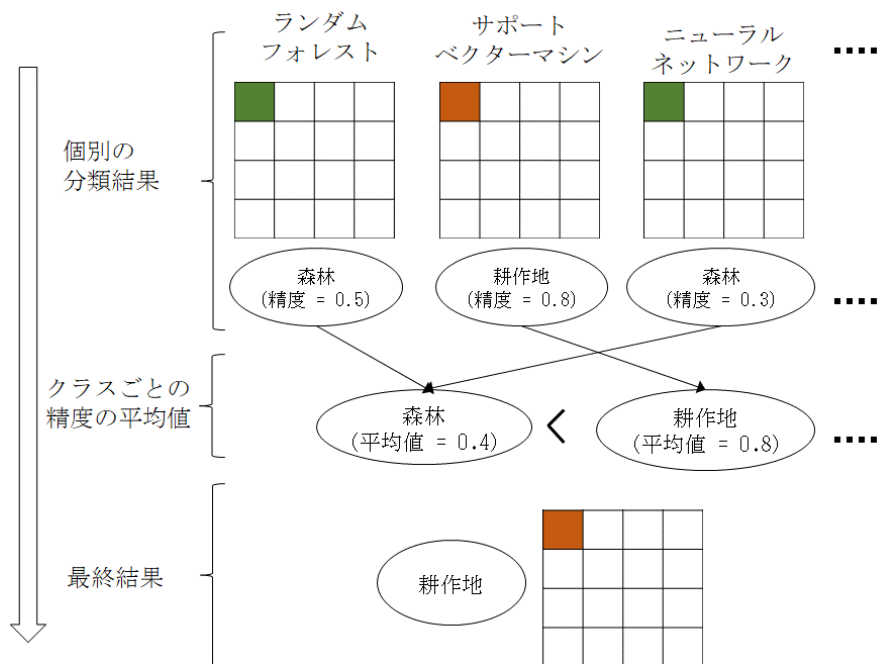 ランダム
フォレスト
サポート
ベクターマシン
ニューラル
ネットワーク
....
個別の
分類結果
森林
(精度 = 0.5)
耕作地
(精度 = 0.8)
森林
(精度 = 0.3)
....
クラスごとの
精度の平均値
森林
(平均値 = 0.4)
<
耕作地
(平均値 = 0.8)
....
最終結果
耕作地